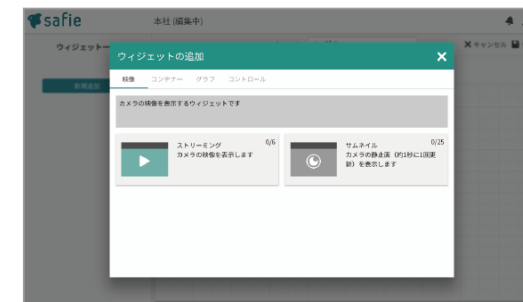 safie
本社 (編集中)
ウィジェット一
キャンセル
新規追加
ウィジェットの追加
映像 コンテナー グラフ コントロール
カメラの映像を表示するウィジェットです
ストリーミング 0/6
カメラの映像を表示します
サムネイル 0/25
カメラの静止画 (約1秒に1回更
新) を表示します